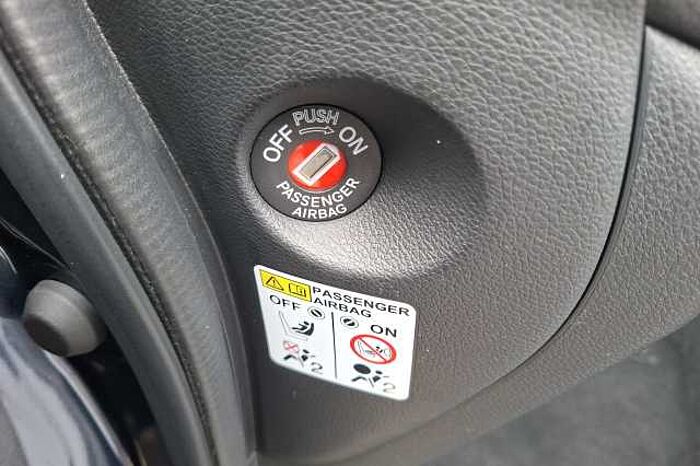 PUSH
OFF ON
PASSENGER
AIRBAG
PASSENGER
AIRBAG
OFF ON
2 2